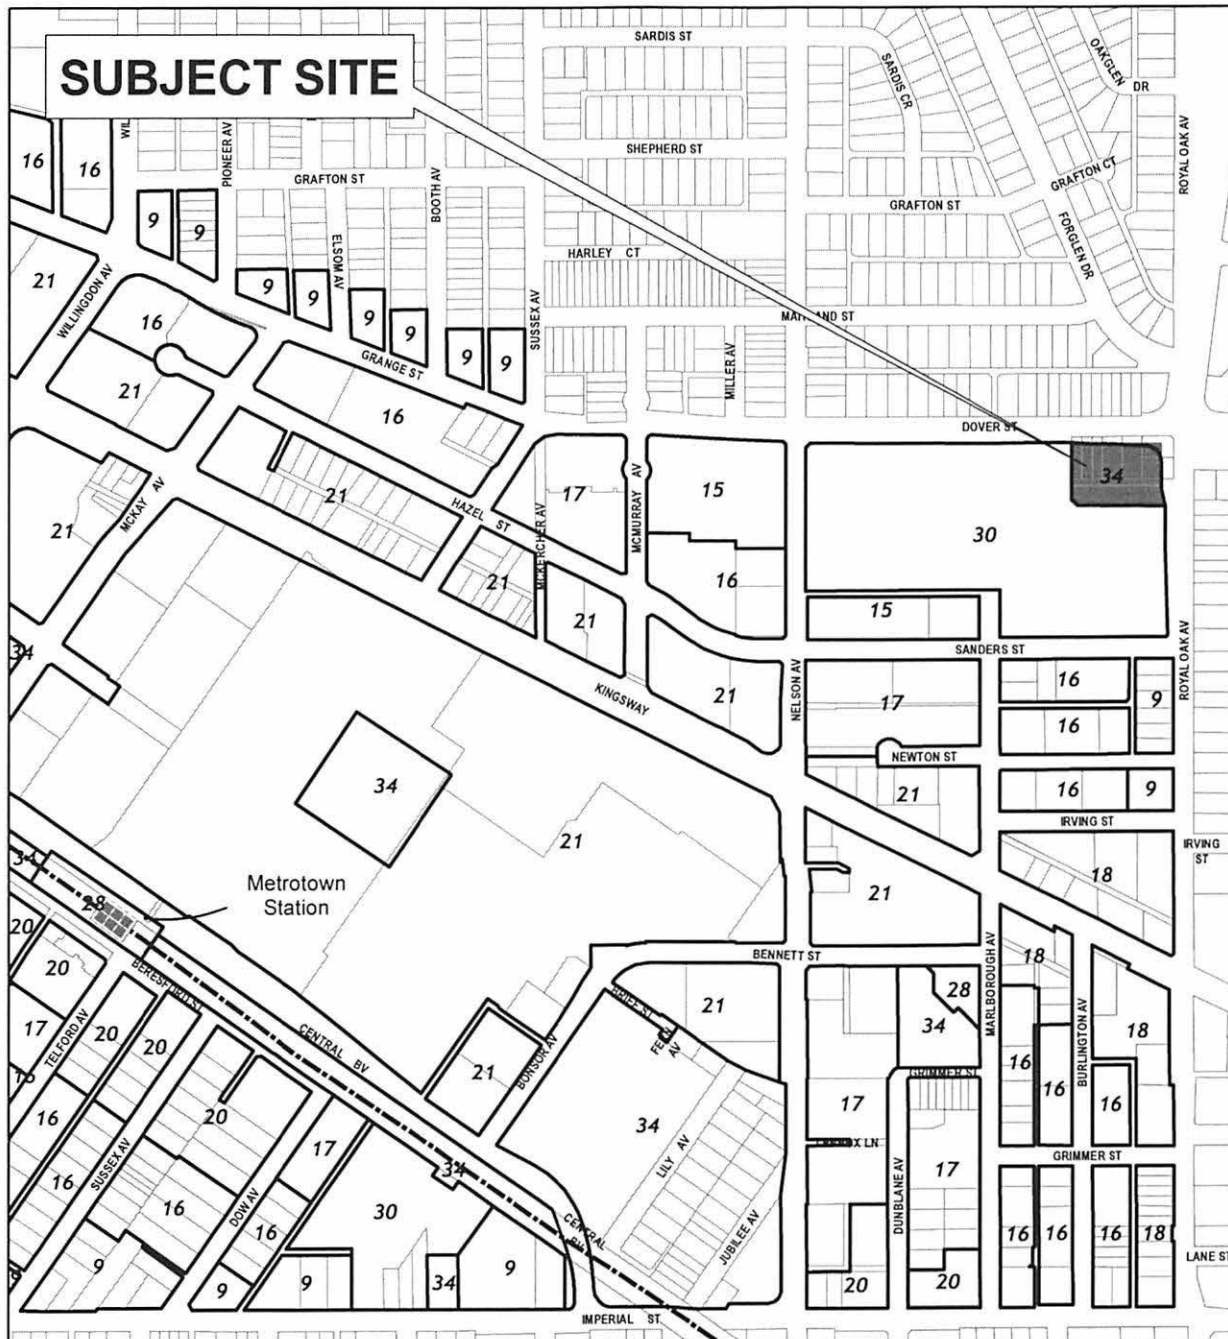 SARDIS ST
SUBJECT SITE
OAKGLEN DR
SARDIS CR
ROYAL OAK AV
PIONEER AV
SHEPHERD ST
16
16
GRAFTON ST
BOOTH AV
GRAFTON CT
9
9
GRAFTON ST
FORGLEN DR
ELSOM AV
HARLEY CT
21
WILLINGDON AV
9
9
9
9
SUSSEX AV
16
9
9
MILLER AV
GRANGE ST
21
16
DOVER ST
34
MCKAY AV
21
21
HAZEL ST
17
MCMURRAY AV
15
30
MCKERCHER AV
21
16
21
15
34
SANDERS ST
ROYAL OAK AV
KINGSWAY
21
NELSON AV
17
16
9
16
NEWTON ST
34
21
16
9
21
IRVING ST
IRVING
ST
34
18
Metrotown
Station
28
21
20
20
BERESFORD ST
BENNETT ST
MARLBOROUGH AV
18
28
21
34
18
17
TELFORD AV
20
20
CENTRAL BV
BONSOR AV
21
BURLINGTON AV
GRIMMER ST
16
16
16
16
20
17
34
LILY AV
17
GRIMMER ST
SUSSEX AV
16
16
DOW AV
34
17
DUNBLANE AV
30
16
CENTRAL
BV
JUBILEE AV
16
16
16
18
LANE ST
9
9
9
34
9
20
20
IMPERIAL ST